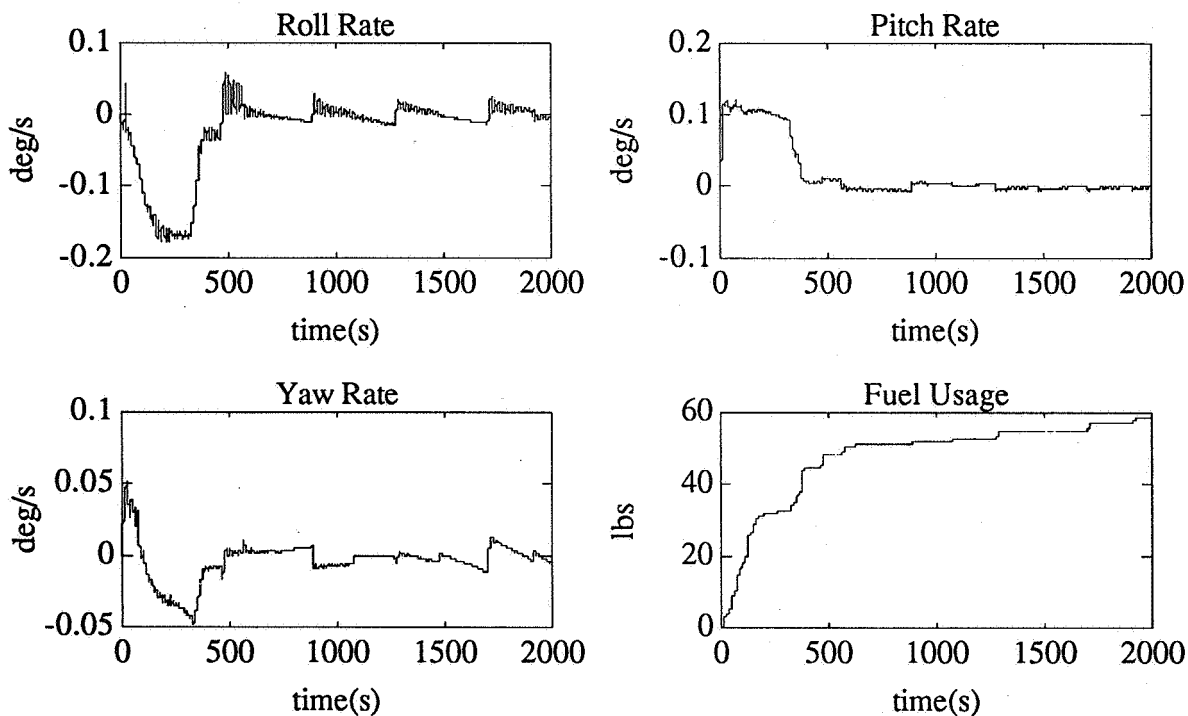 Roll Rate
0.1
0
-0.1
-0.2
deg/s
0 500 1000 1500 2000
time(s)
Pitch Rate
0.2
0.1
0
-0.1
deg/s
0 500 1000 1500 2000
time(s)
Yaw Rate
0.1
0.05
0
-0.05
deg/s
0 500 1000 1500 2000
time(s)
Fuel Usage
60
40
20
0
lbs
0 500 1000 1500 2000
time(s)